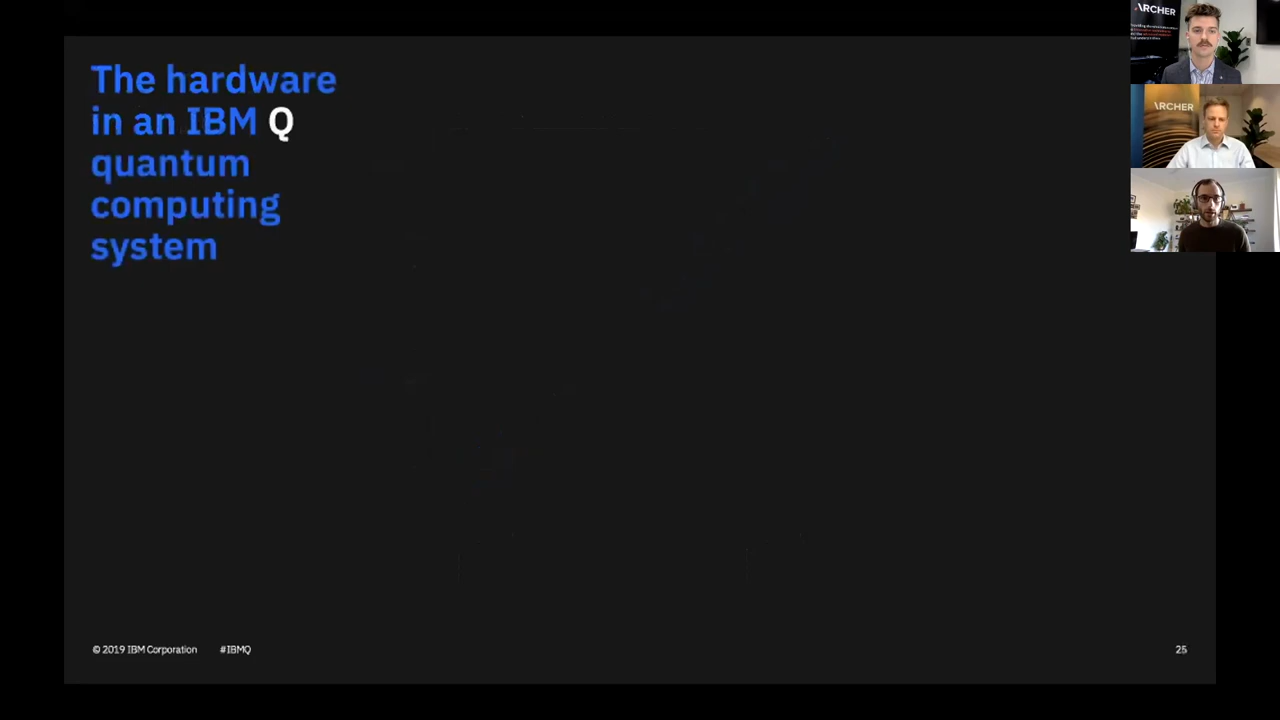 The hardware
in an IBM Q
quantum
computing
system
© 2019 IBM Corporation #IBMQ
25
ARCHER
ARCHER